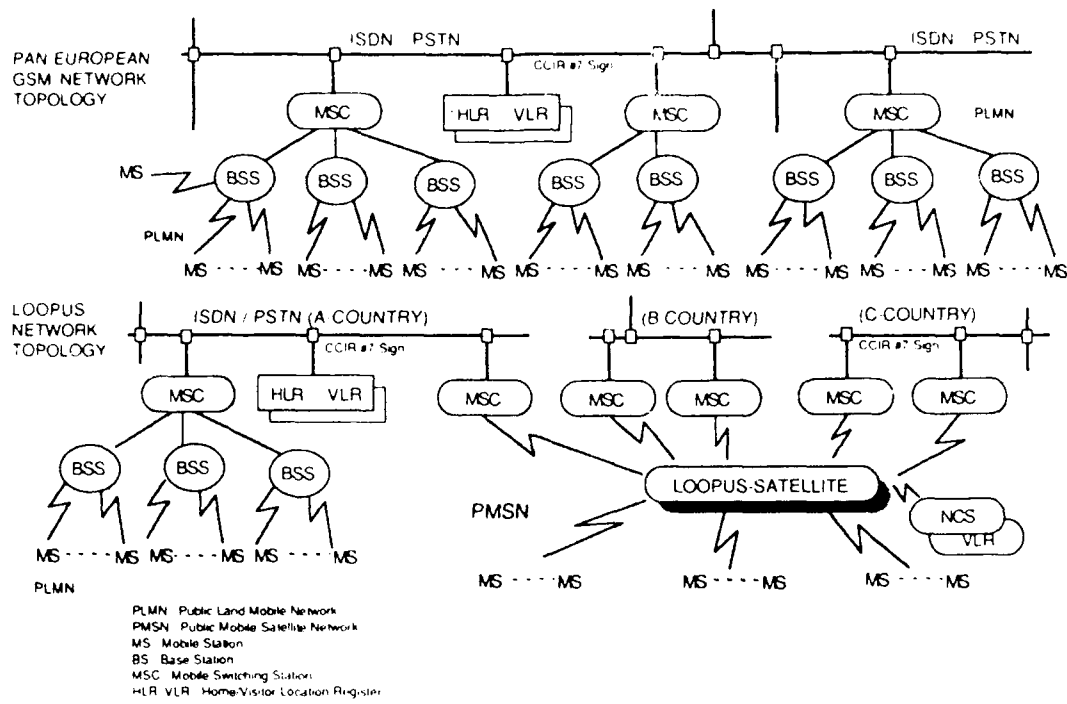 ISDN PSTN
ISDN PSTN
PAN EUROPEAN
GSM NETWORK
TOPOLOGY
CCIR #7 Sign
MSC
HLR VLR
MSC
MSC
PLMN
MS
BSS
BSS
BSS
BSS
BSS
BSS
BSS
BSS
PLMN
MS - - - - MS MS - - - - MS MS - - - - MS MS - - - - MS MS - - - - MS MS - - - - MS MS - - - - MS MS - - - - MS
LOOPUS
NETWORK
TOPOLOGY
ISDN / PSTN (A-COUNTRY)
(B-COUNTRY)
(C-COUNTRY)
CCIR #7 Sign
CCIR #7 Sign
MSC
HLR VLR
MSC
MSC
MSC
MSC
MSC
BSS
BSS
BSS
LOOPUS-SATELLITE
PMSN
NCS
VLR
MS - - - - MS MS - - - - MS MS - - - - MS
MS - - - - MS
MS - - - - MS
MS - - - - MS
PLMN
PLMN Public Land Mobile Network
PMSN Public Mobile Satellite Network
MS Mobile Station
BS Base Station
MSC Mobile Switching Station
HLR VLR Home/Visitor Location Register